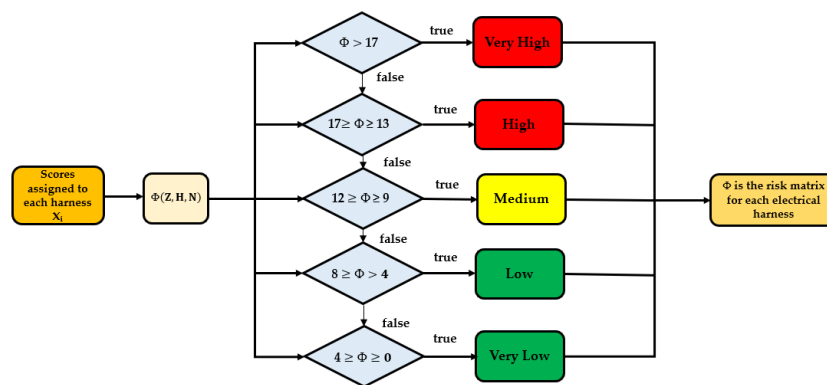 Φ > 17
true
Very High
false
17 ≥ Φ ≥ 13
true
High
false
Scores
assigned to
each harness
Xi
Φ(Z, H, N)
12 ≥ Φ ≥ 9
true
Medium
Φ is the risk matrix
for each electrical
harness
false
8 ≥ Φ > 4
true
Low
false
4 ≥ Φ ≥ 0
true
Very Low